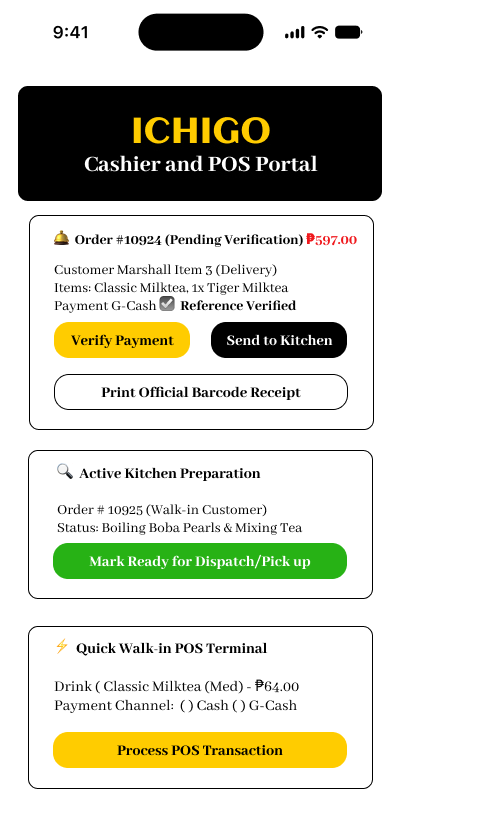 9:41
ICHIGO
Cashier and POS Portal
Order #10924 (Pending Verification) ₱597.00
Customer Marshall Item 3 (Delivery)
Items: Classic Milktea, 1x Tiger Milktea
Payment G-Cash ☑ Reference Verified
Verify Payment
Send to Kitchen
Print Official Barcode Receipt
Active Kitchen Preparation
Order # 10925 (Walk-in Customer)
Status: Boiling Boba Pearls & Mixing Tea
Mark Ready for Dispatch/Pick up
Quick Walk-in POS Terminal
Drink ( Classic Milktea (Med) - ₱64.00
Payment Channel: ( ) Cash ( ) G-Cash
Process POS Transaction